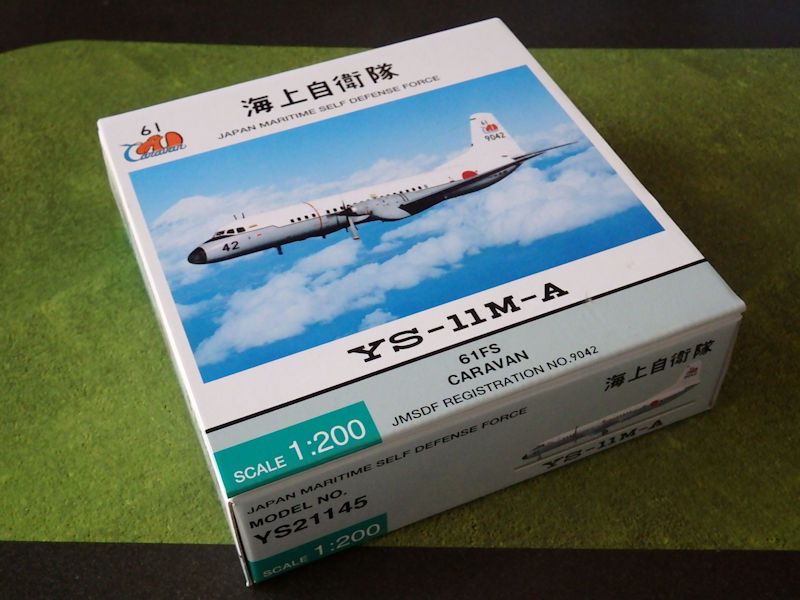 61
Caravan
海上自衛隊
JAPAN MARITIME SELF DEFENSE FORCE
61
9042
42
YS-11M-A
61FS
CARAVAN
JMSDF REGISTRATION NO.9042
SCALE 1:200
JAPAN MARITIME SELF DEFENSE FORCE
MODEL NO.
YS21145
SCALE 1:200
海上自衛隊
YS-11M-A